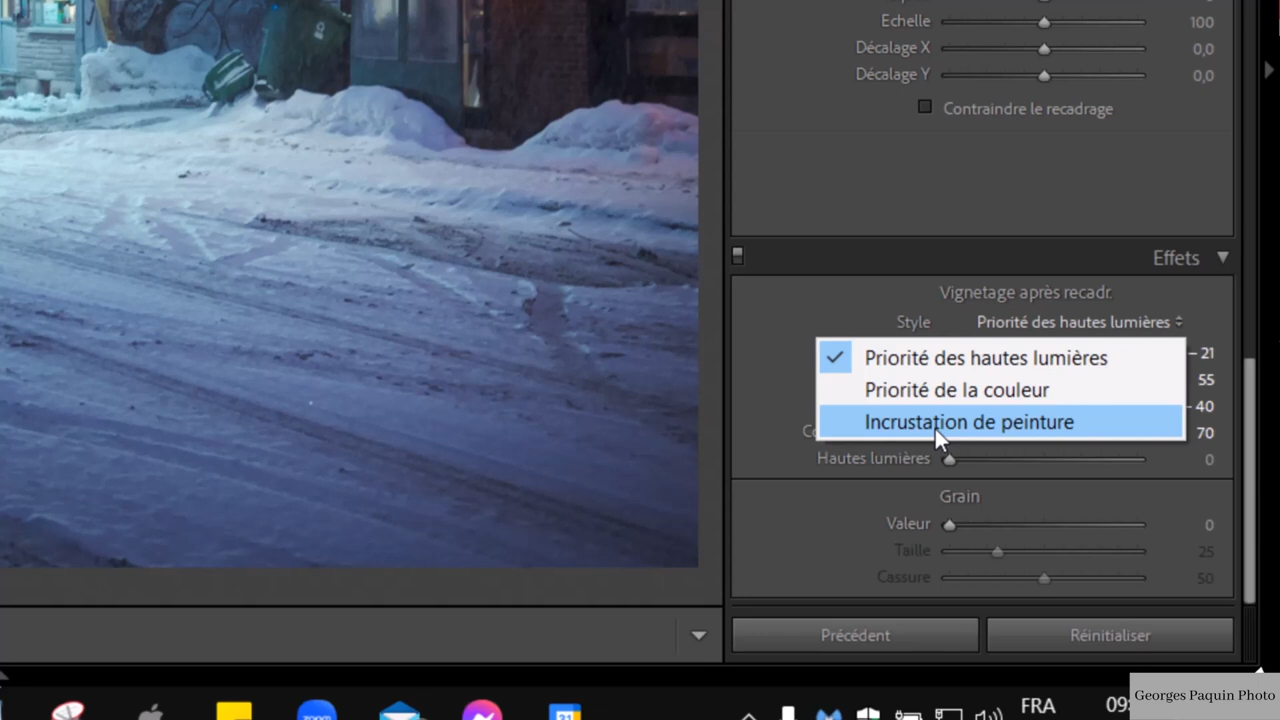 Echelle 100
Décalage X 0,0
Décalage Y 0,0
Contraindre le recadrage
Effets
Vignetage après recadr.
Style Priorité des hautes lumières
Priorité des hautes lumières – 21
Priorité de la couleur 55
- 40
Incrustation de peinture
70
Hautes lumières 0
Grain
Valeur 0
Taille 25
Cassure 50
Précédent Réinitialiser
zoom 31 FRA
Georges Paquin Photo